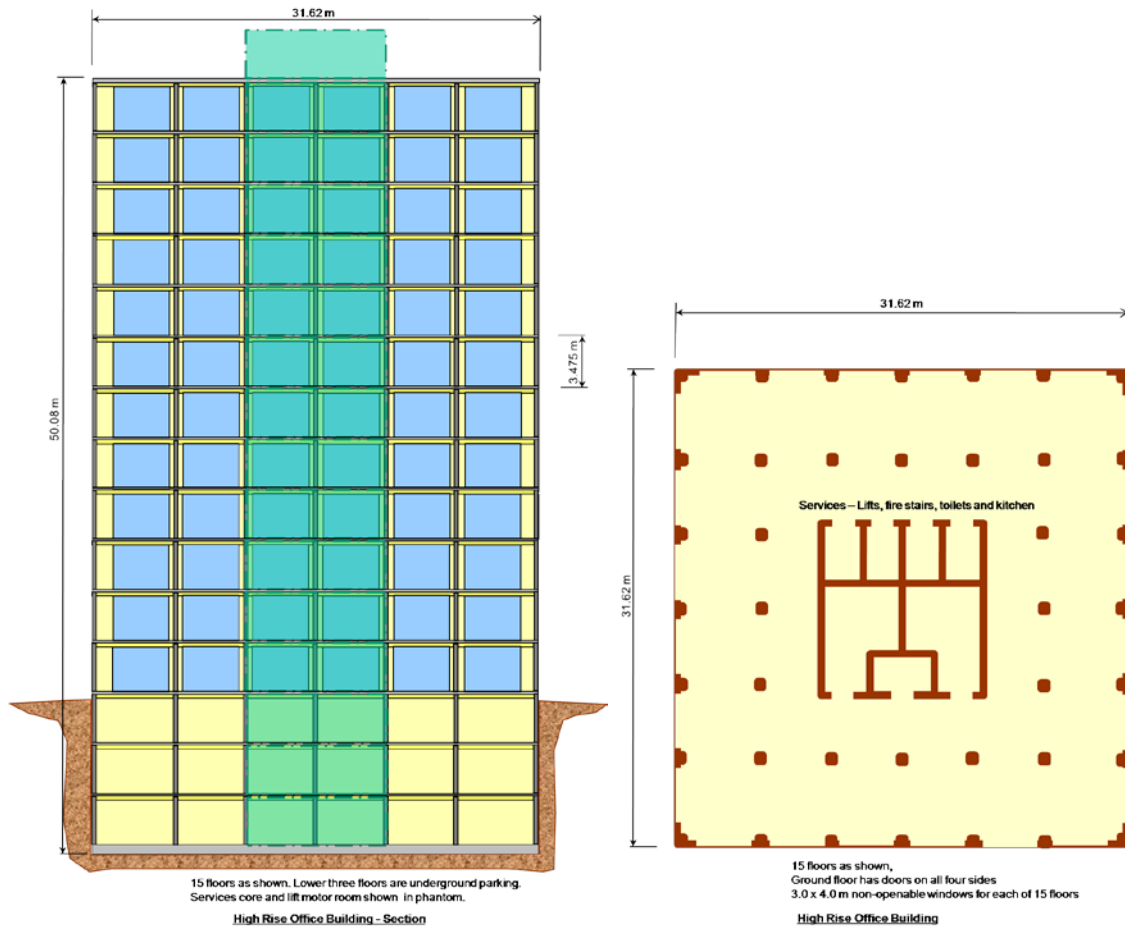 31.62 m
50.08 m
3.475 m
15 floors as shown. Lower three floors are underground parking.
Services core and lift motor room shown in phantom.
High Rise Office Building - Section
31.62 m
31.62 m
Services – Lifts, fire stairs, toilets and kitchen
15 floors as shown,
Ground floor has doors on all four sides
3.0 x 4.0 m non-openable windows for each of 15 floors
High Rise Office Building